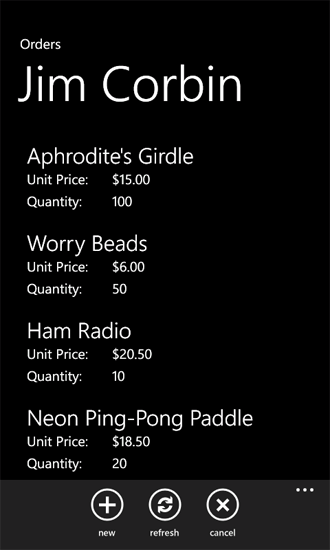 Orders
Jim Corbin
Aphrodite's Girdle
Unit Price: $15.00
Quantity: 100
Worry Beads
Unit Price: $6.00
Quantity: 50
Ham Radio
Unit Price: $20.50
Quantity: 10
Neon Ping-Pong Paddle
Unit Price: $18.50
Quantity: 20
new refresh cancel